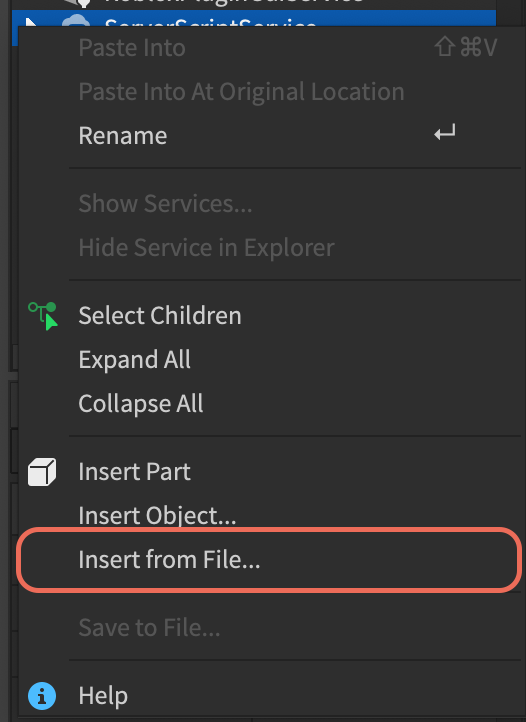 ServerScriptService
Paste Into ⇧⌘V
Paste Into At Original Location
Rename ↵
Show Services...
Hide Service in Explorer
Select Children
Expand All
Collapse All
Insert Part
Insert Object...
Insert from File...
Save to File...
Help